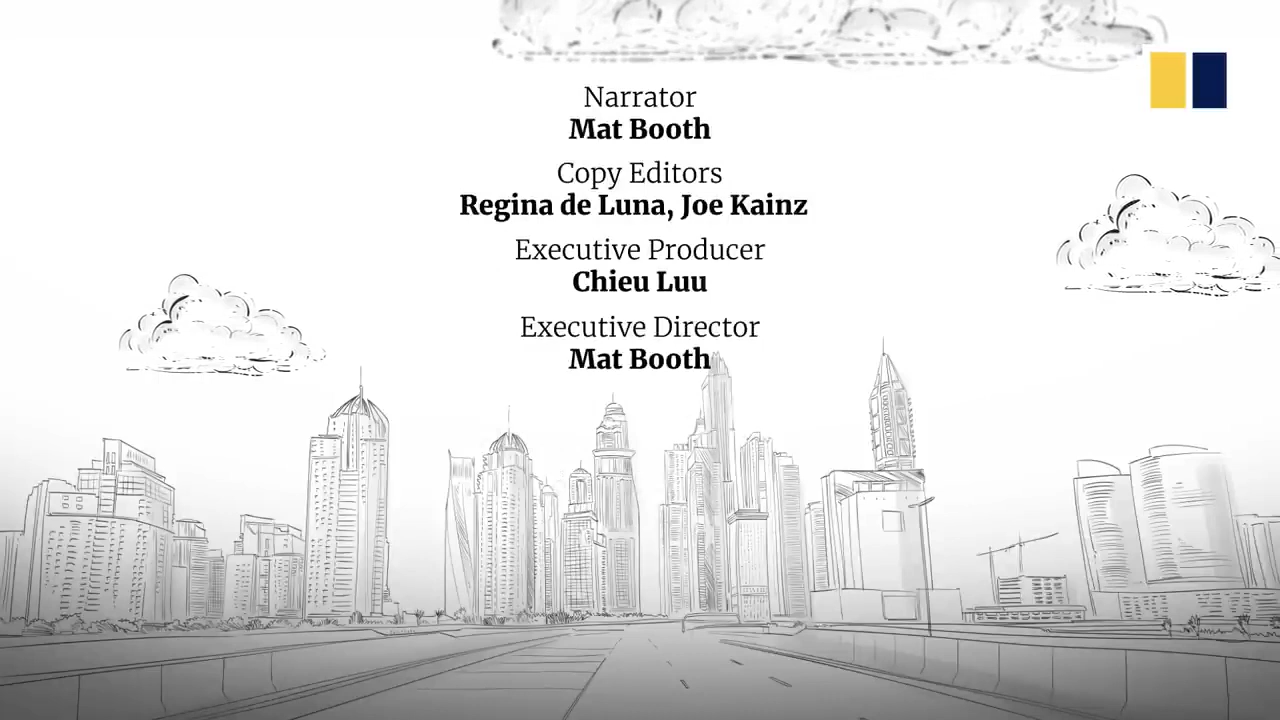 Narrator
Mat Booth
Copy Editors
Regina de Luna, Joe Kainz
Executive Producer
Chieu Luu
Executive Director
Mat Booth